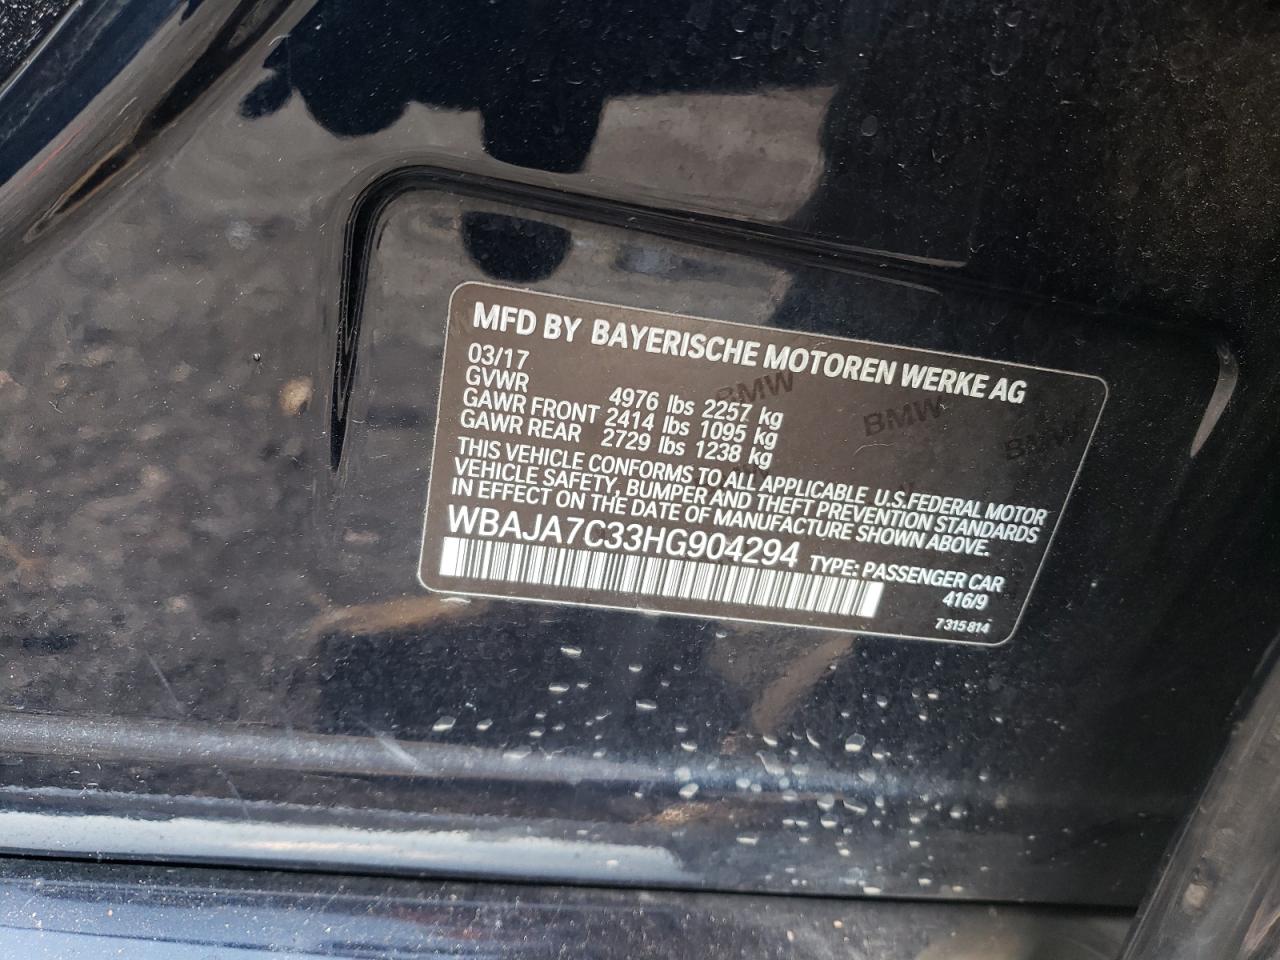 MFD BY BAYERISCHE MOTOREN WERKE AG
03/17
GVWR 4976 lbs 2257 kg
GAWR FRONT 2414 lbs 1095 kg
GAWR REAR 2729 lbs 1238 kg
THIS VEHICLE CONFORMS TO ALL APPLICABLE U.S.FEDERAL MOTOR
VEHICLE SAFETY, BUMPER AND THEFT PREVENTION STANDARDS
IN EFFECT ON THE DATE OF MANUFACTURE SHOWN ABOVE.
WBAJA7C33HG904294 TYPE: PASSENGER CAR
416/9
7 315 814
BMW
BMW
BMW